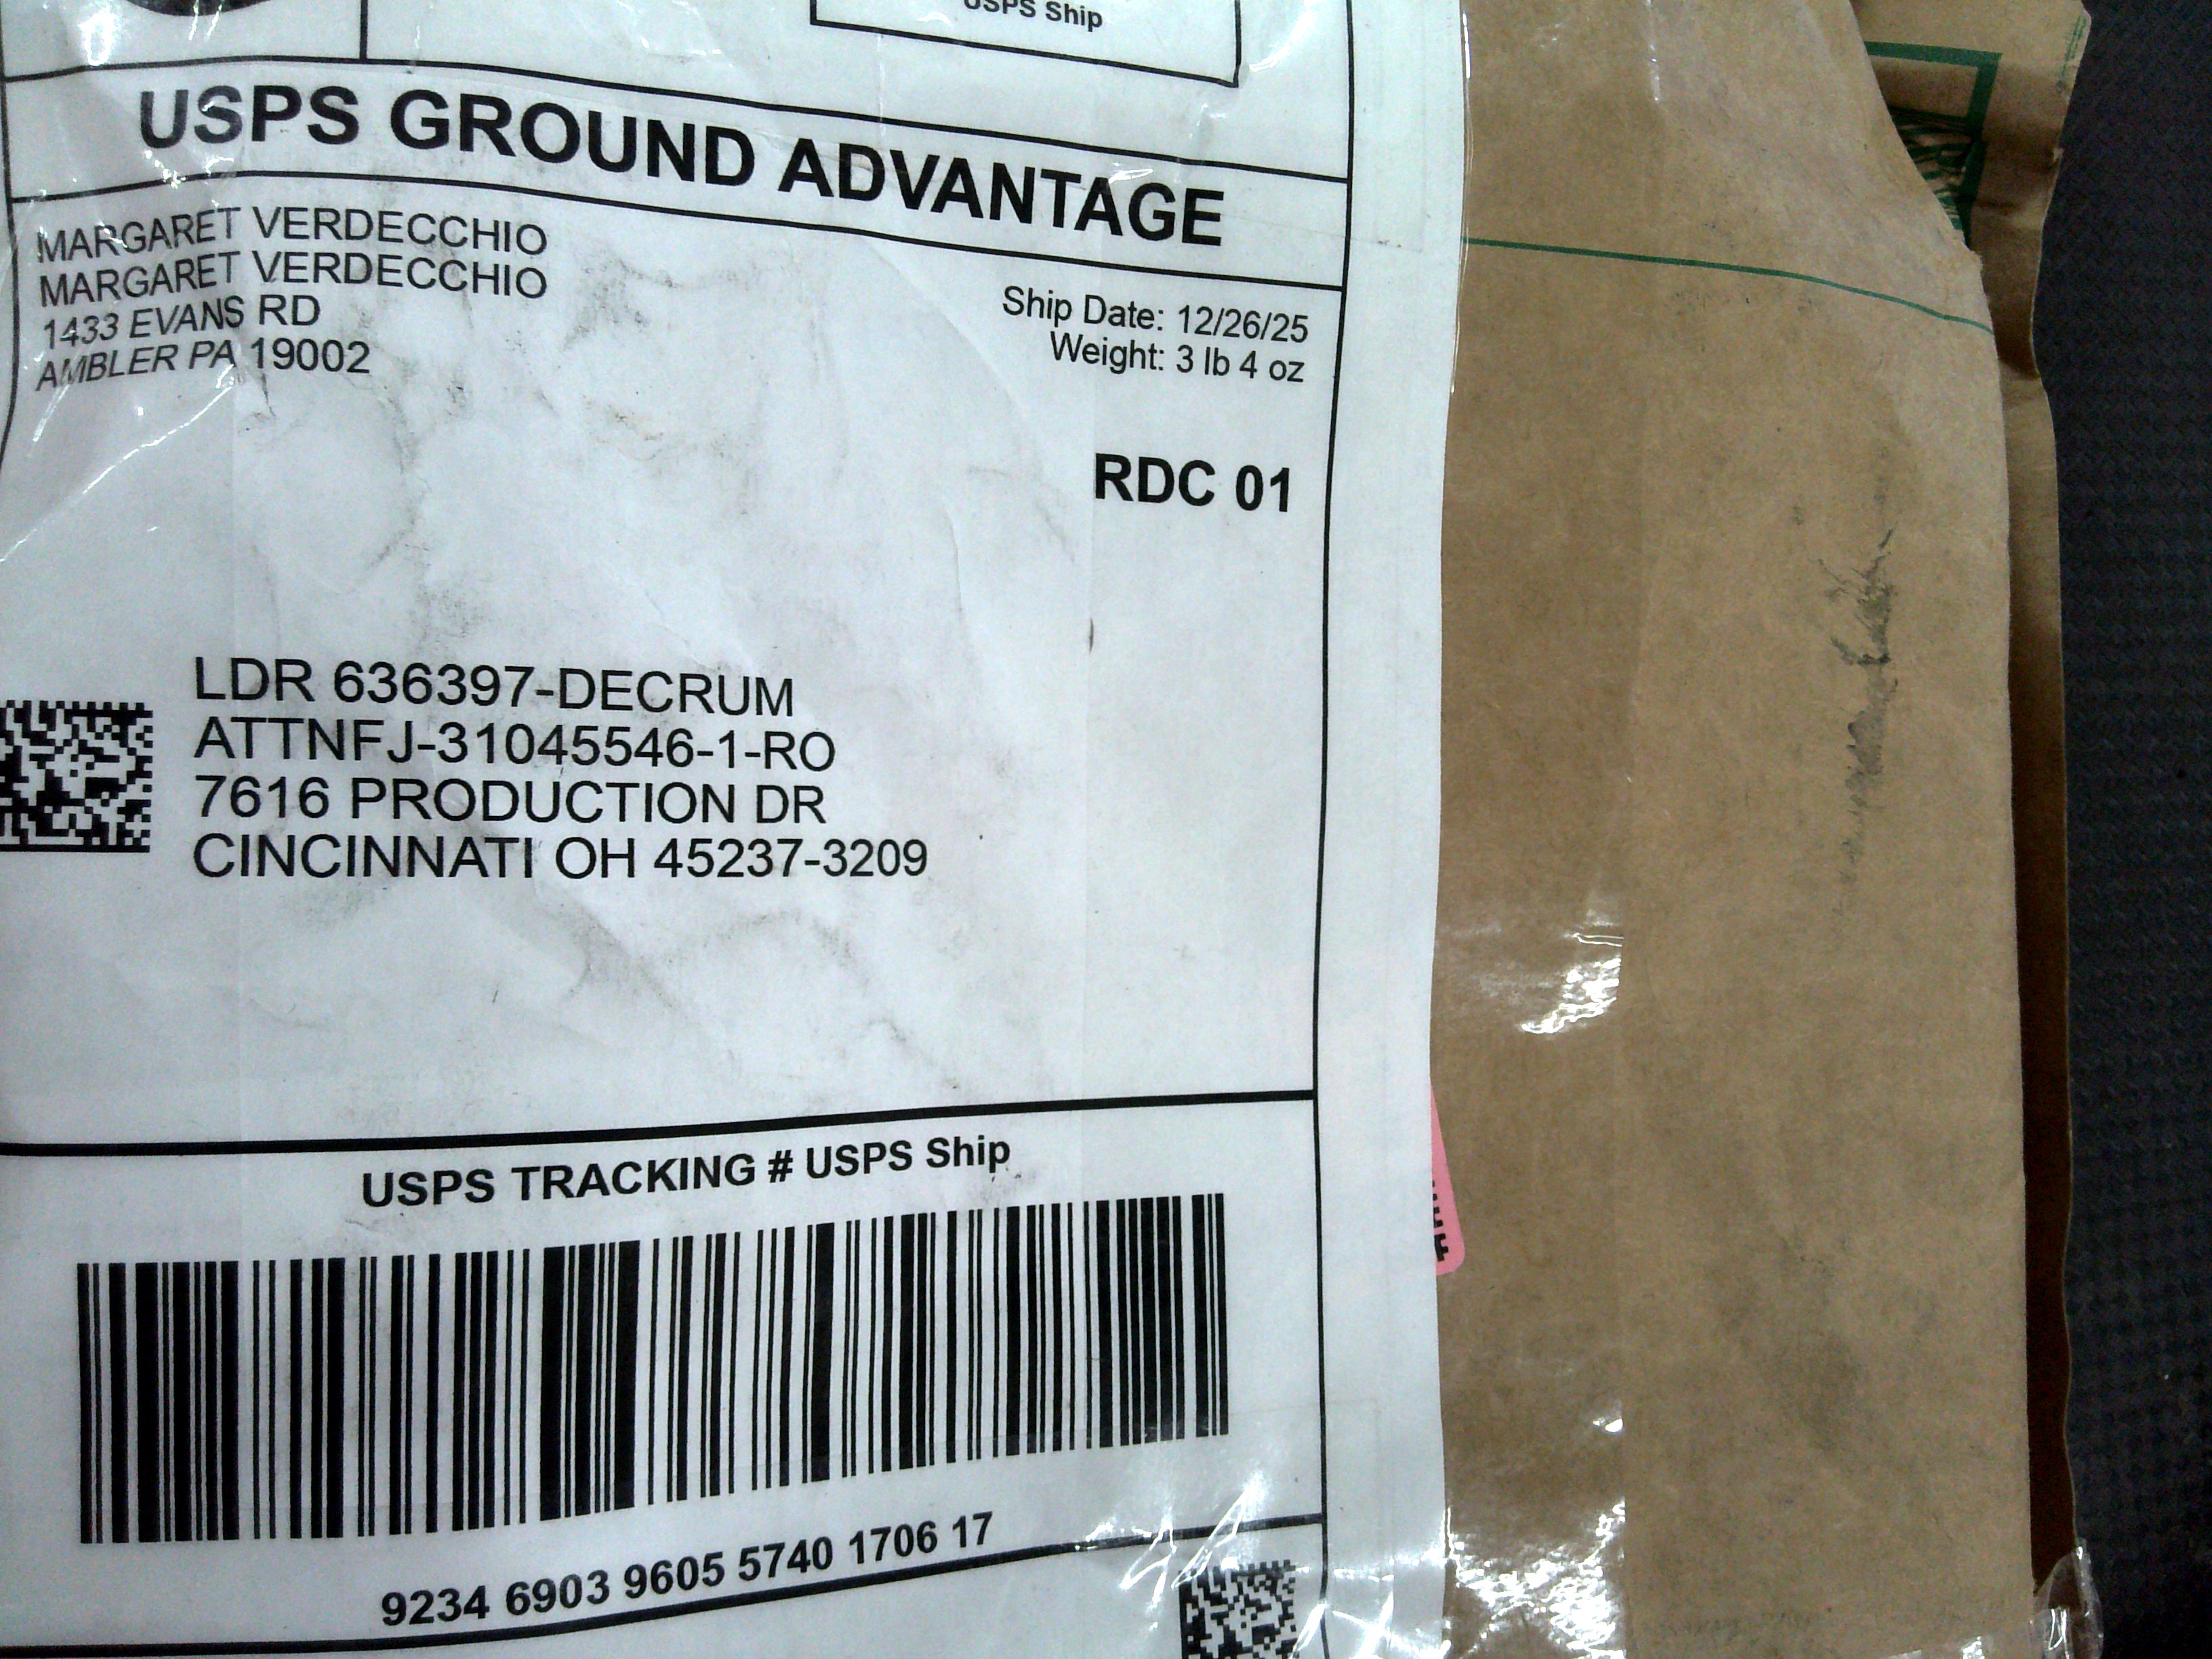 USPS Ship
USPS GROUND ADVANTAGE
MARGARET VERDECCHIO
MARGARET VERDECCHIO
1433 EVANS RD
AMBLER PA 19002
Ship Date: 12/26/25
Weight: 3 lb 4 oz
RDC 01
LDR 636397-DECRUM
ATTNFJ-31045546-1-RO
7616 PRODUCTION DR
CINCINNATI OH 45237-3209
USPS TRACKING # USPS Ship
9234 6903 9605 5740 1706 17